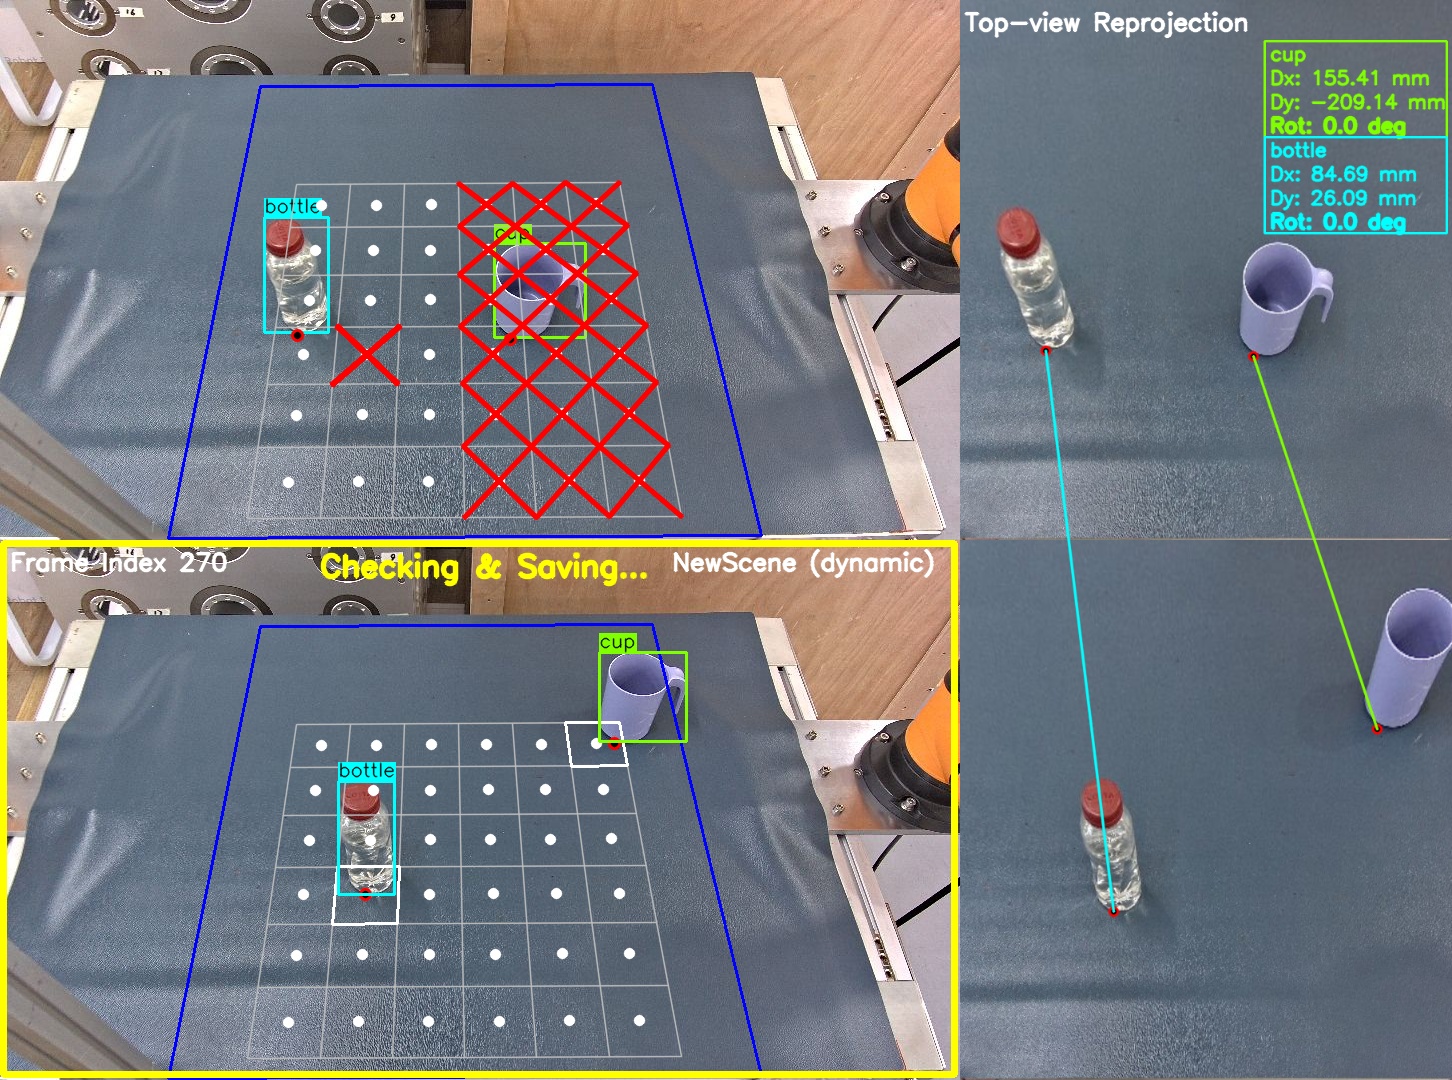 16
9
bottle
cup
Top-view Reprojection
cup
Dx: 155.41 mm
Dy: -209.14 mm
Rot: 0.0 deg
bottle
Dx: 84.69 mm
Dy: 26.09 mm
Rot: 0.0 deg
Frame Index 270
Checking & Saving...
NewScene (dynamic)
cup
bottle